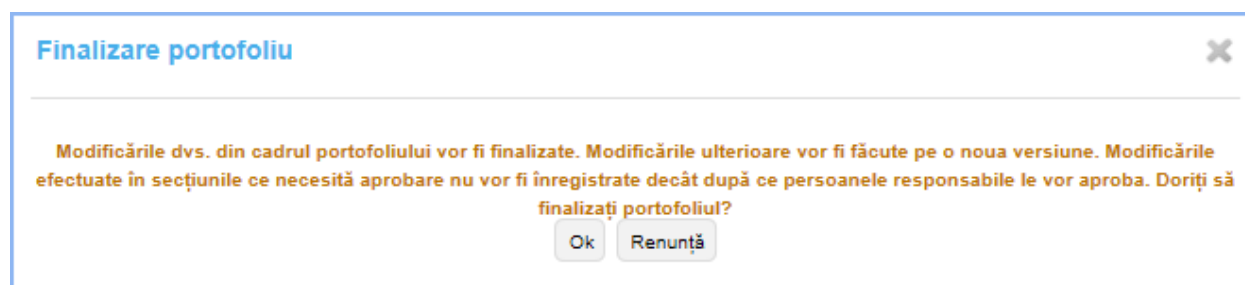 Finalizare portofoliu
Modificările dvs. din cadrul portofoliului vor fi finalizate. Modificările ulterioare vor fi făcute pe o noua versiune. Modificările
efectuate în secțiunile ce necesită aprobare nu vor fi înregistrate decât după ce persoanele responsabile le vor aproba. Doriți să
finalizați portofoliul?
Ok Renunță